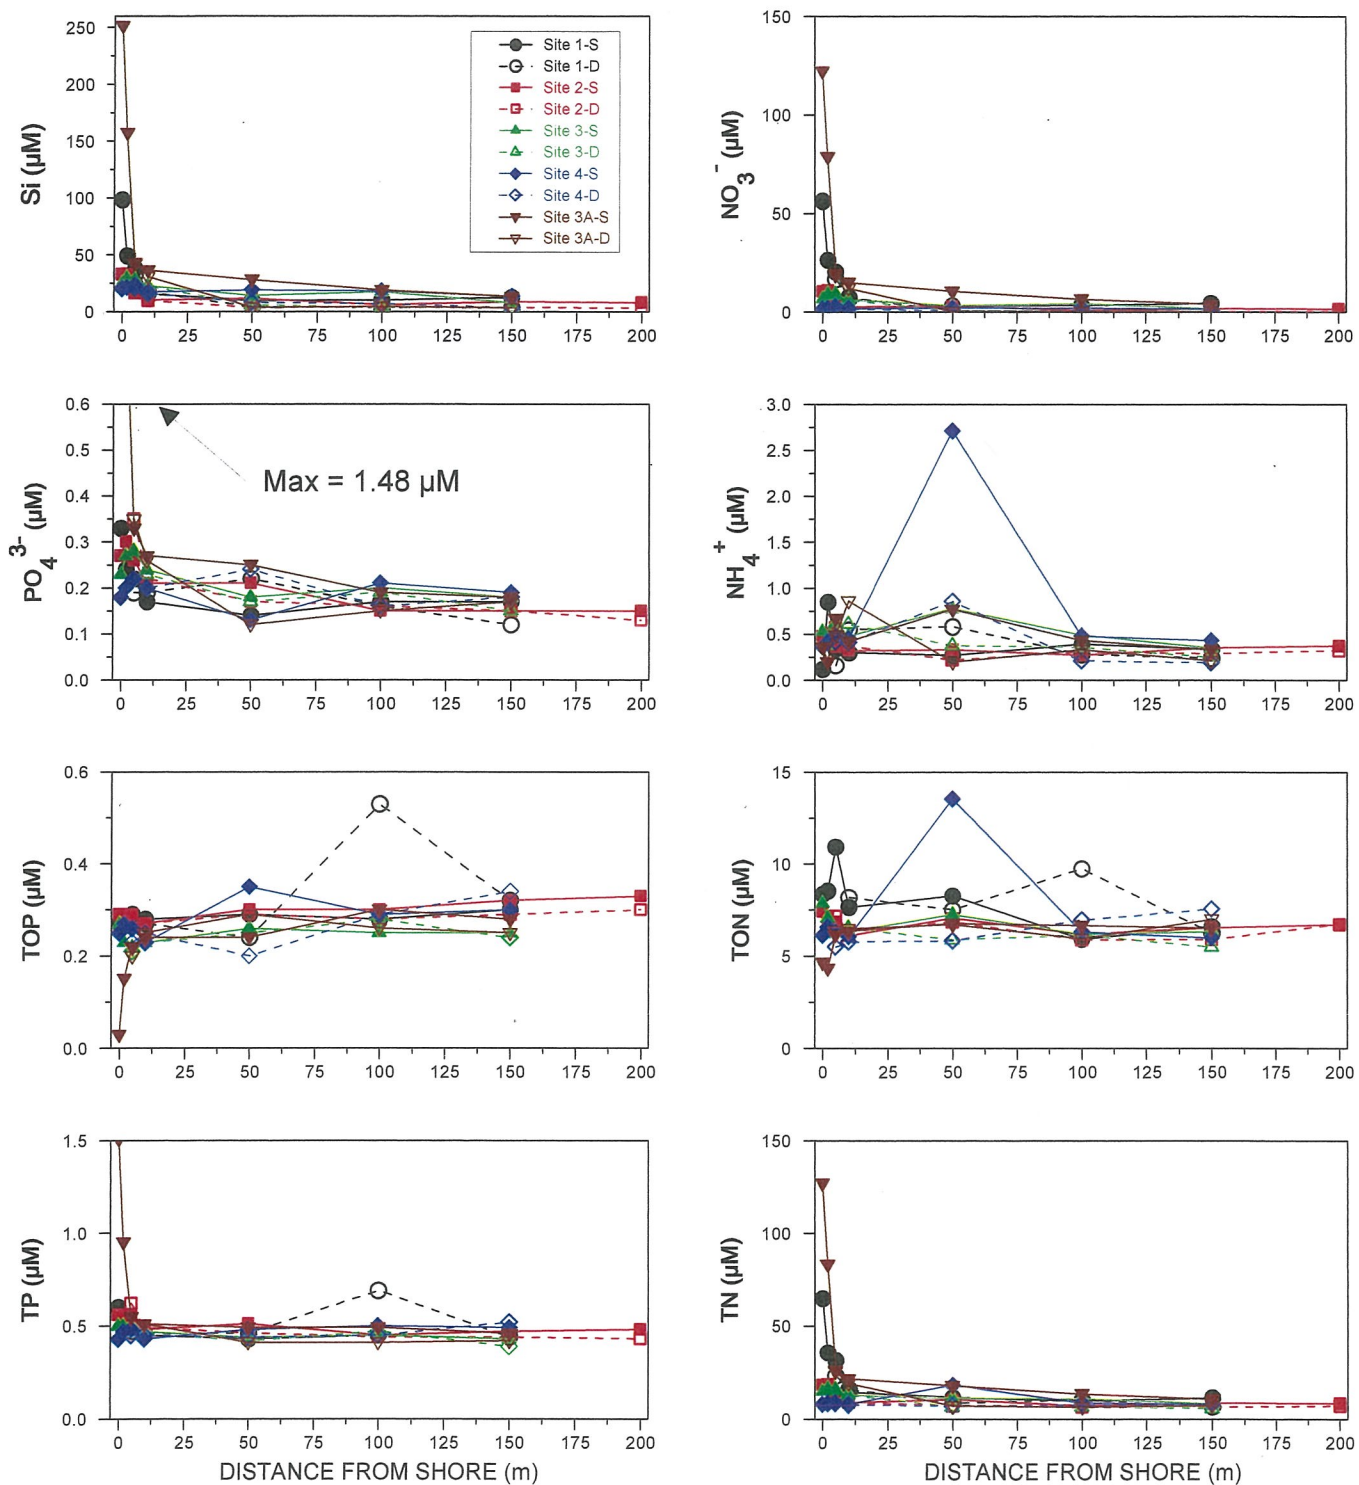 Si (µM)
250
200
150
100
50
0
0 25 50 75 100 125 150 175 200
Site 1-S
Site 1-D
Site 2-S
Site 2-D
Site 3-S
Site 3-D
Site 4-S
Site 4-D
Site 3A-S
Site 3A-D
NO₃⁻ (µM)
150
100
50
0
0 25 50 75 100 125 150 175 200
PO₄³⁻ (µM)
0.6
0.5
0.4
0.3
0.2
0.1
0.0
0 25 50 75 100 125 150 175 200
Max = 1.48 µM
NH₄⁺ (µM)
3.0
2.5
2.0
1.5
1.0
0.5
0.0
0 25 50 75 100 125 150 175 200
TOP (µM)
0.6
0.4
0.2
0.0
0 25 50 75 100 125 150 175 200
TON (µM)
15
10
5
0
0 25 50 75 100 125 150 175 200
TP (µM)
1.5
1.0
0.5
0.0
0 25 50 75 100 125 150 175 200
DISTANCE FROM SHORE (m)
TN (µM)
150
100
50
0
0 25 50 75 100 125 150 175 200
DISTANCE FROM SHORE (m)